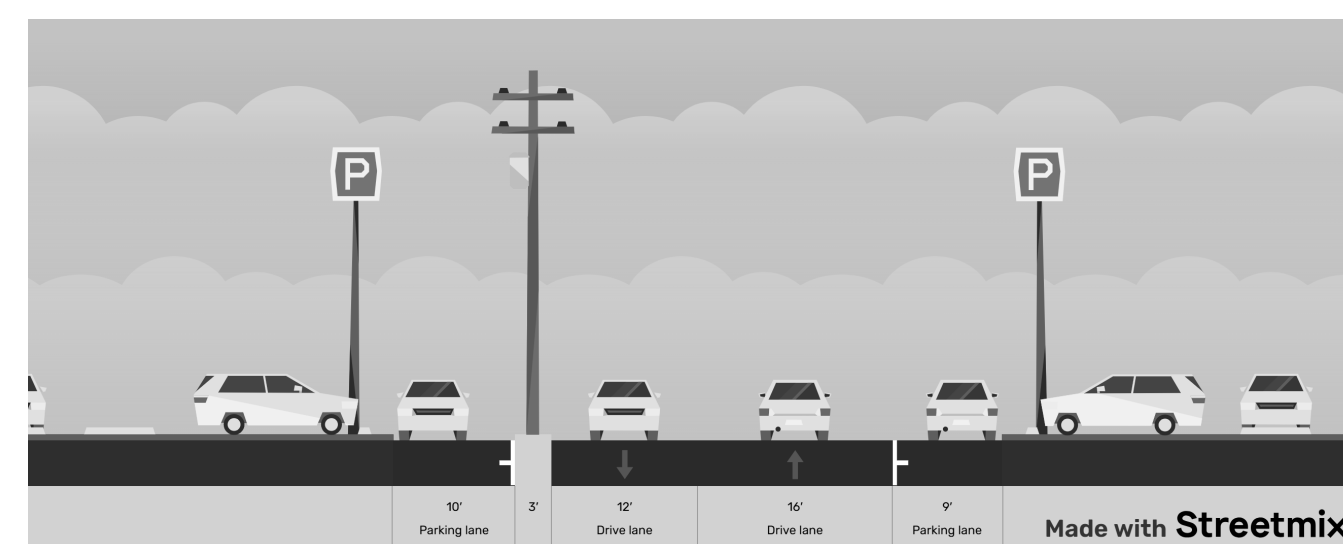 P
P
10′
3′
12′
16′
9′
Parking lane
Drive lane
Drive lane
Parking lane
Made with Streetmix